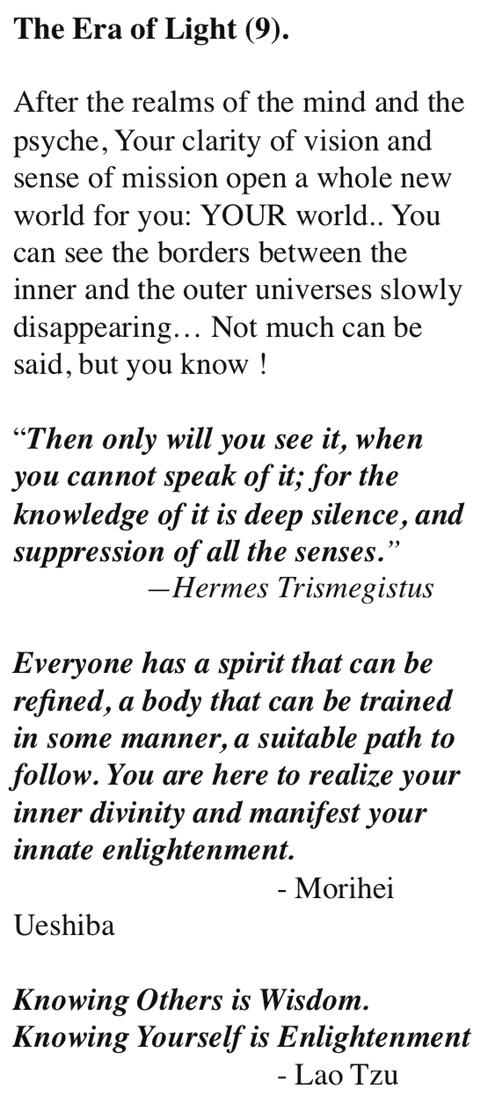 The Era of Light (9).
After the realms of the mind and the
psyche, Your clarity of vision and
sense of mission open a whole new
world for you: YOUR world.. You
can see the borders between the
inner and the outer universes slowly
disappearing… Not much can be
said, but you know !
“Then only will you see it, when
you cannot speak of it; for the
knowledge of it is deep silence, and
suppression of all the senses.”
—Hermes Trismegistus
Everyone has a spirit that can be
refined, a body that can be trained
in some manner, a suitable path to
follow. You are here to realize your
inner divinity and manifest your
innate enlightenment.
- Morihei
Ueshiba
Knowing Others is Wisdom.
Knowing Yourself is Enlightenment
- Lao Tzu